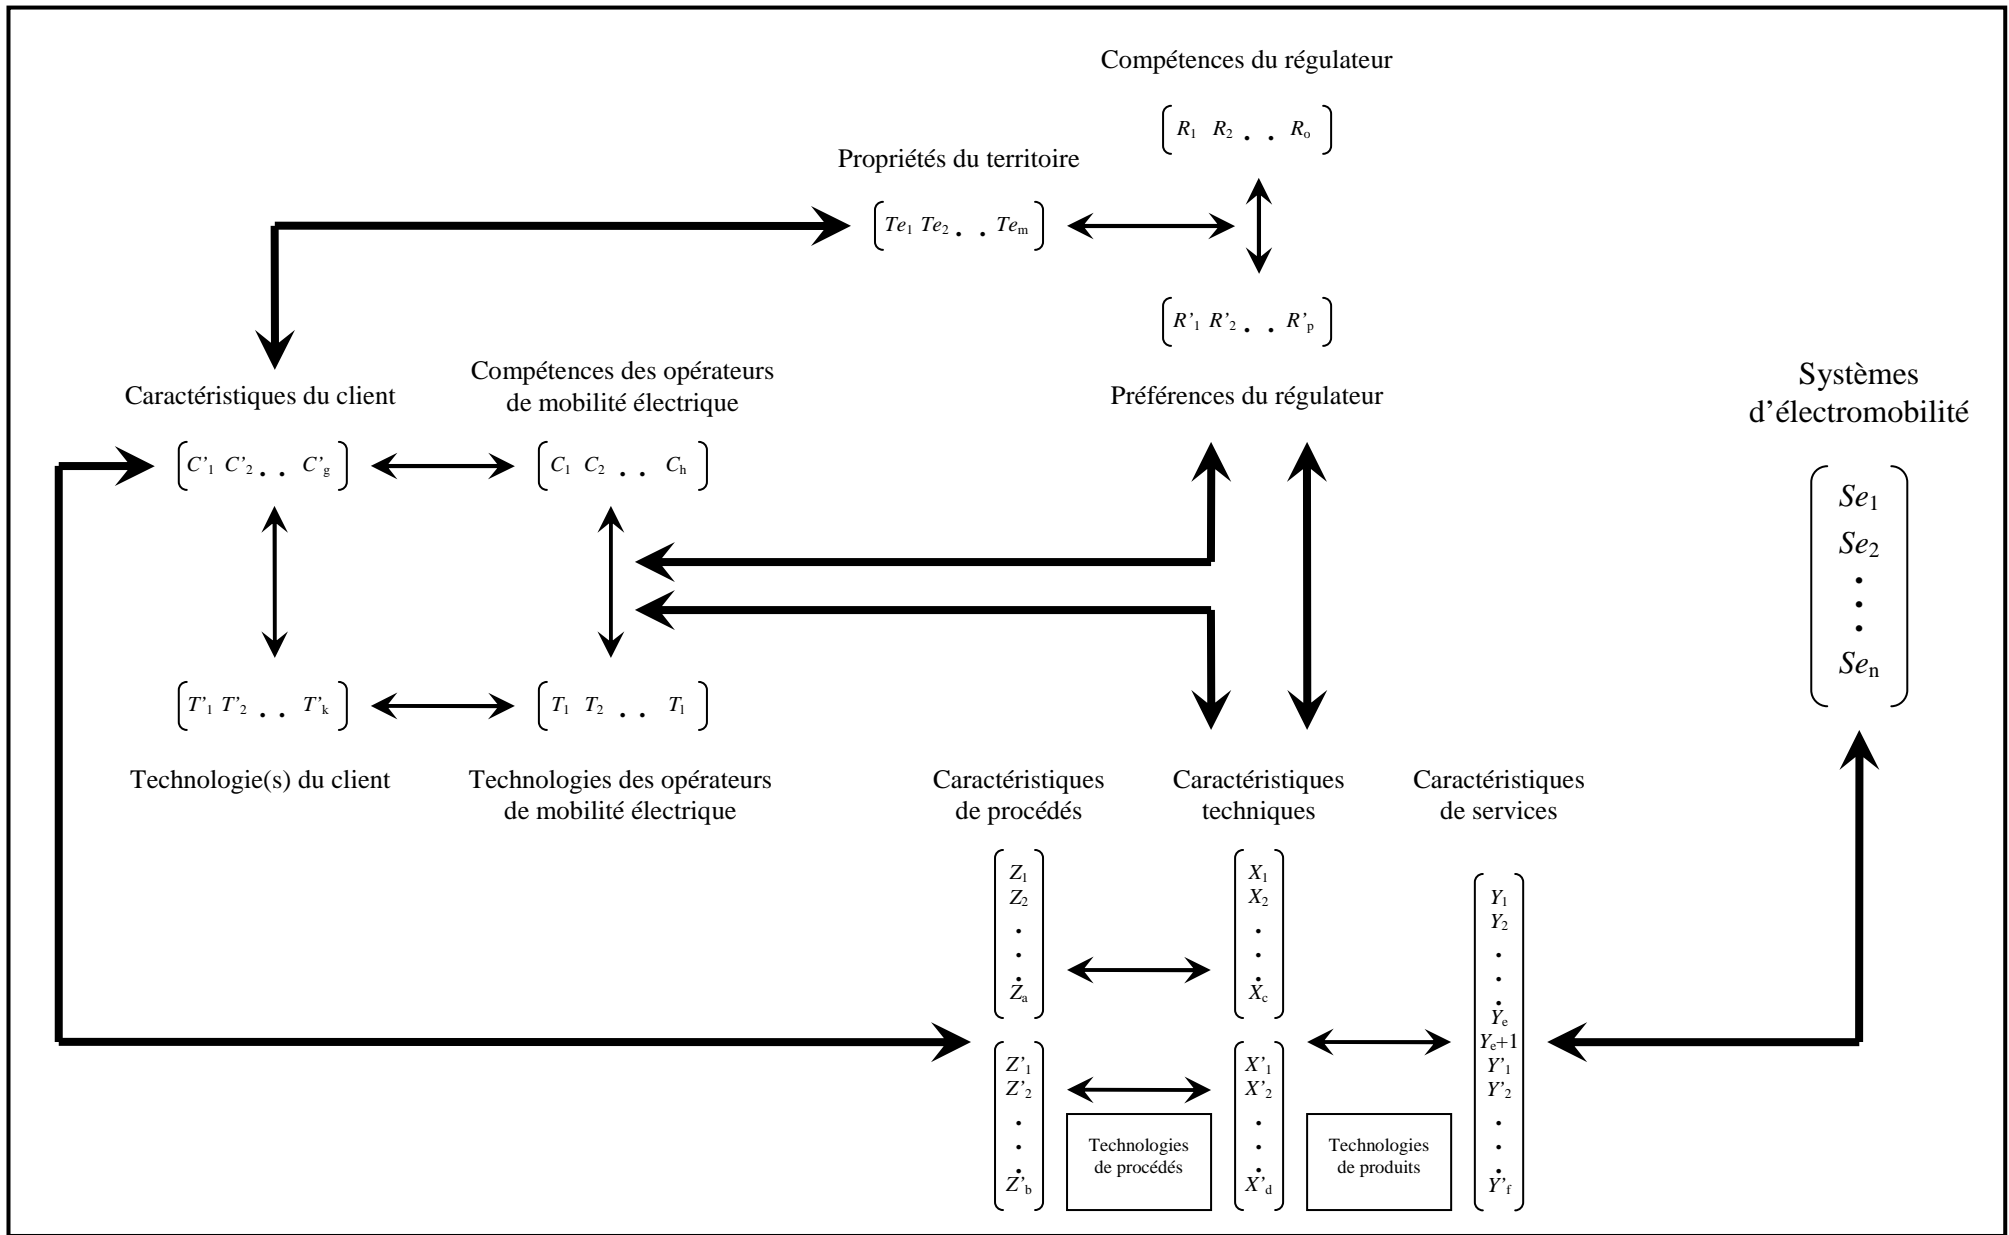 Compétences du régulateur
R1 R2 . . Ro
Propriétés du territoire
Te1 Te2 . . Tem
R’1 R’2 . . R’p
Préférences du régulateur
Caractéristiques du client
C’1 C’2 . . C’g
Compétences des opérateurs
de mobilité électrique
C1 C2 . . Ch
T’1 T’2 . . T’k
Technologie(s) du client
T1 T2 . . Tl
Technologies des opérateurs
de mobilité électrique
Systèmes
d’électromobilité
Se1
Se2
.
.
.
Sen
Caractéristiques
de procédés
Z1
Z2
.
.
.
Za
Z’1
Z’2
.
.
.
Z’b
Technologies
de procédés
Caractéristiques
techniques
X1
X2
.
.
.
Xc
X’1
X’2
.
.
.
X’d
Technologies
de produits
Caractéristiques
de services
Y1
Y2
.
.
.
Ye
Ye+1
Y’1
Y’2
.
.
.
Y’f